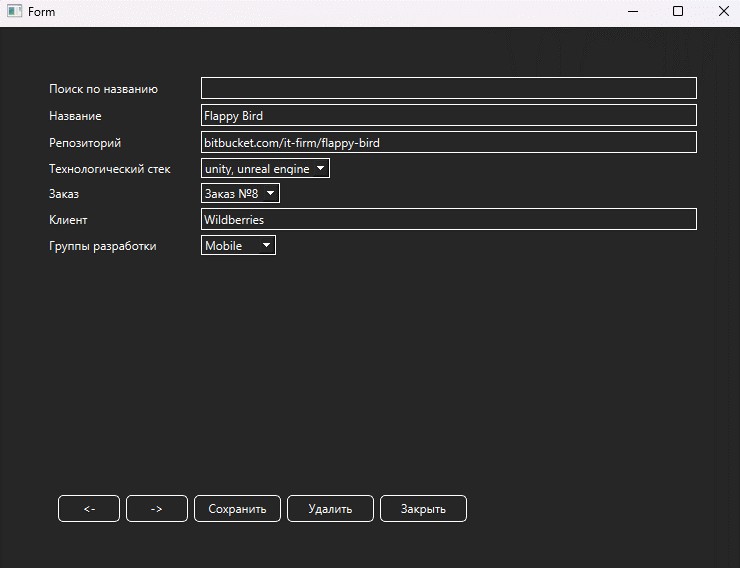 Form
Поиск по названию
Название Flappy Bird
Репозиторий bitbucket.com/it-firm/flappy-bird
Технологический стек unity, unreal engine
Заказ Заказ №8
Клиент Wildberries
Группы разработки Mobile
<- -> Сохранить Удалить Закрыть